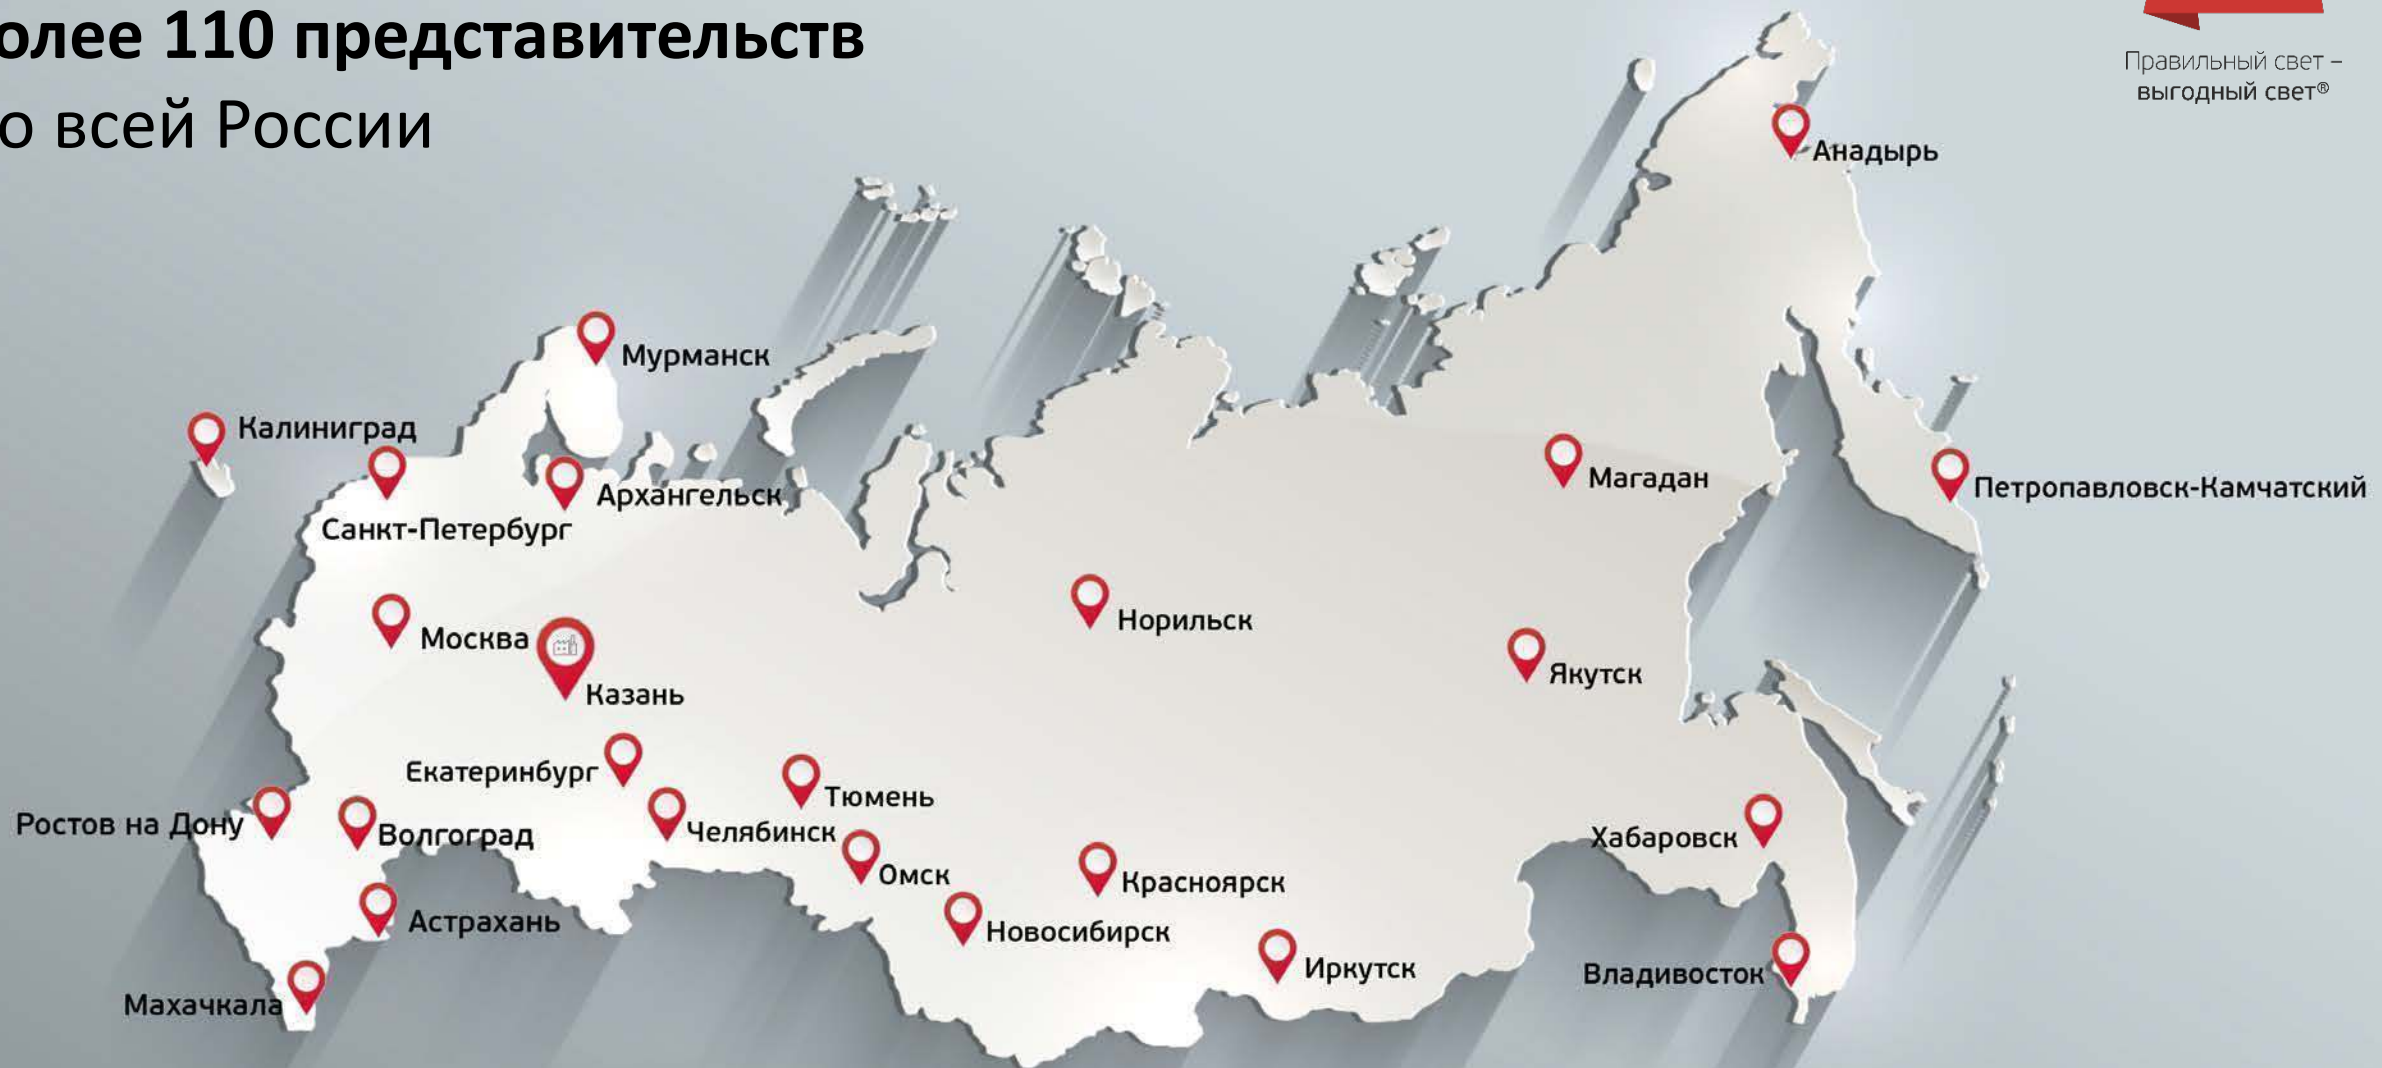 олее 110 представительств
о всей России
Правильный свет –
выгодный свет®
Анадырь
Мурманск
Калиниград
Магадан
Петропавловск-Камчатский
Архангельск
Санкт-Петербург
Норильск
Москва
Якутск
Казань
Екатеринбург
Тюмень
Ростов на Дону
Волгоград
Челябинск
Хабаровск
Омск
Красноярск
Астрахань
Новосибирск
Иркутск
Владивосток
Махачкала